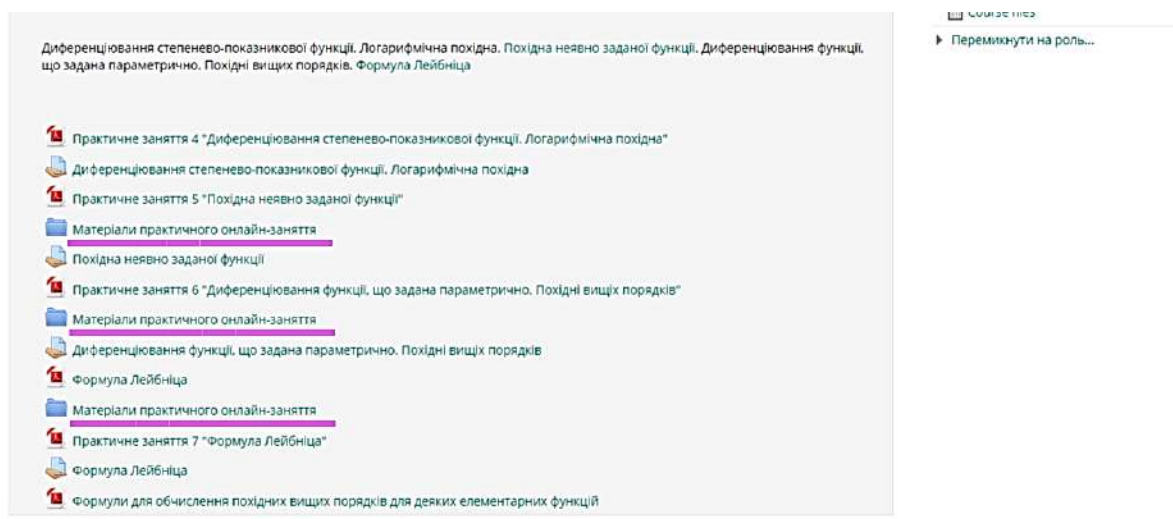 Course files
Перемикнути на роль...
Диференціювання степенево-показникової функції. Логарифмічна похідна. Похідна неявно заданої функції. Диференціювання функції,
що задана параметрично. Похідні вищих порядків. Формула Лейбніца
Практичне заняття 4 "Диференціювання степенево-показникової функції. Логарифмічна похідна"
Диференціювання степенево-показникової функції. Логарифмічна похідна
Практичне заняття 5 "Похідна неявно заданої функції"
Матеріали практичного онлайн-заняття
Похідна неявно заданої функції
Практичне заняття 6 "Диференціювання функції, що задана параметрично. Похідні вищіх порядків"
Матеріали практичного онлайн-заняття
Диференціювання функції, що задана параметрично. Похідні вищіх порядків
Формула Лейбніца
Матеріали практичного онлайн-заняття
Практичне заняття 7 "Формула Лейбніца"
Формула Лейбніца
Формули для обчислення похідних вищих порядків для деяких елементарних функцій